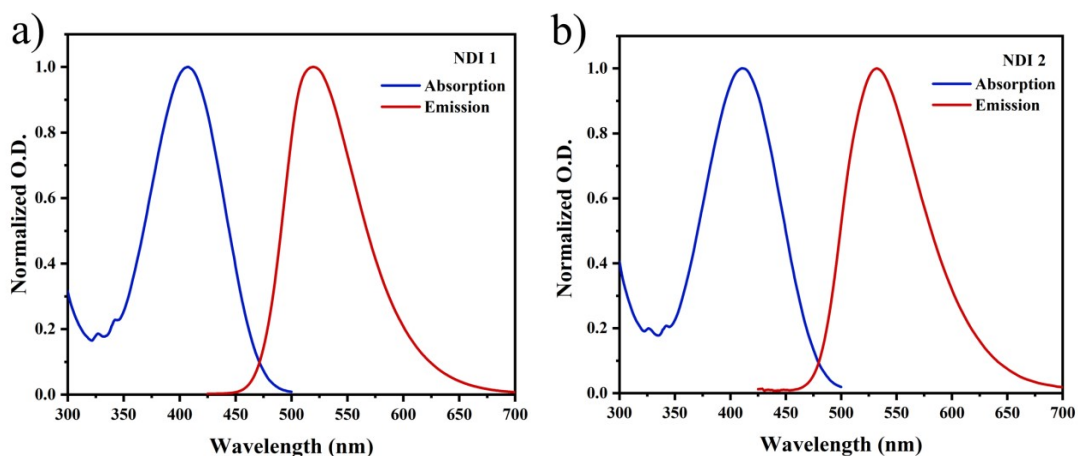 a)
NDI 1
Absorption
Emission
Normalized O.D.
1.0
0.8
0.6
0.4
0.2
0.0
300 350 400 450 500 550 600 650 700
Wavelength (nm)
b)
NDI 2
Absorption
Emission
Normalized O.D.
1.0
0.8
0.6
0.4
0.2
0.0
300 350 400 450 500 550 600 650 700
Wavelength (nm)